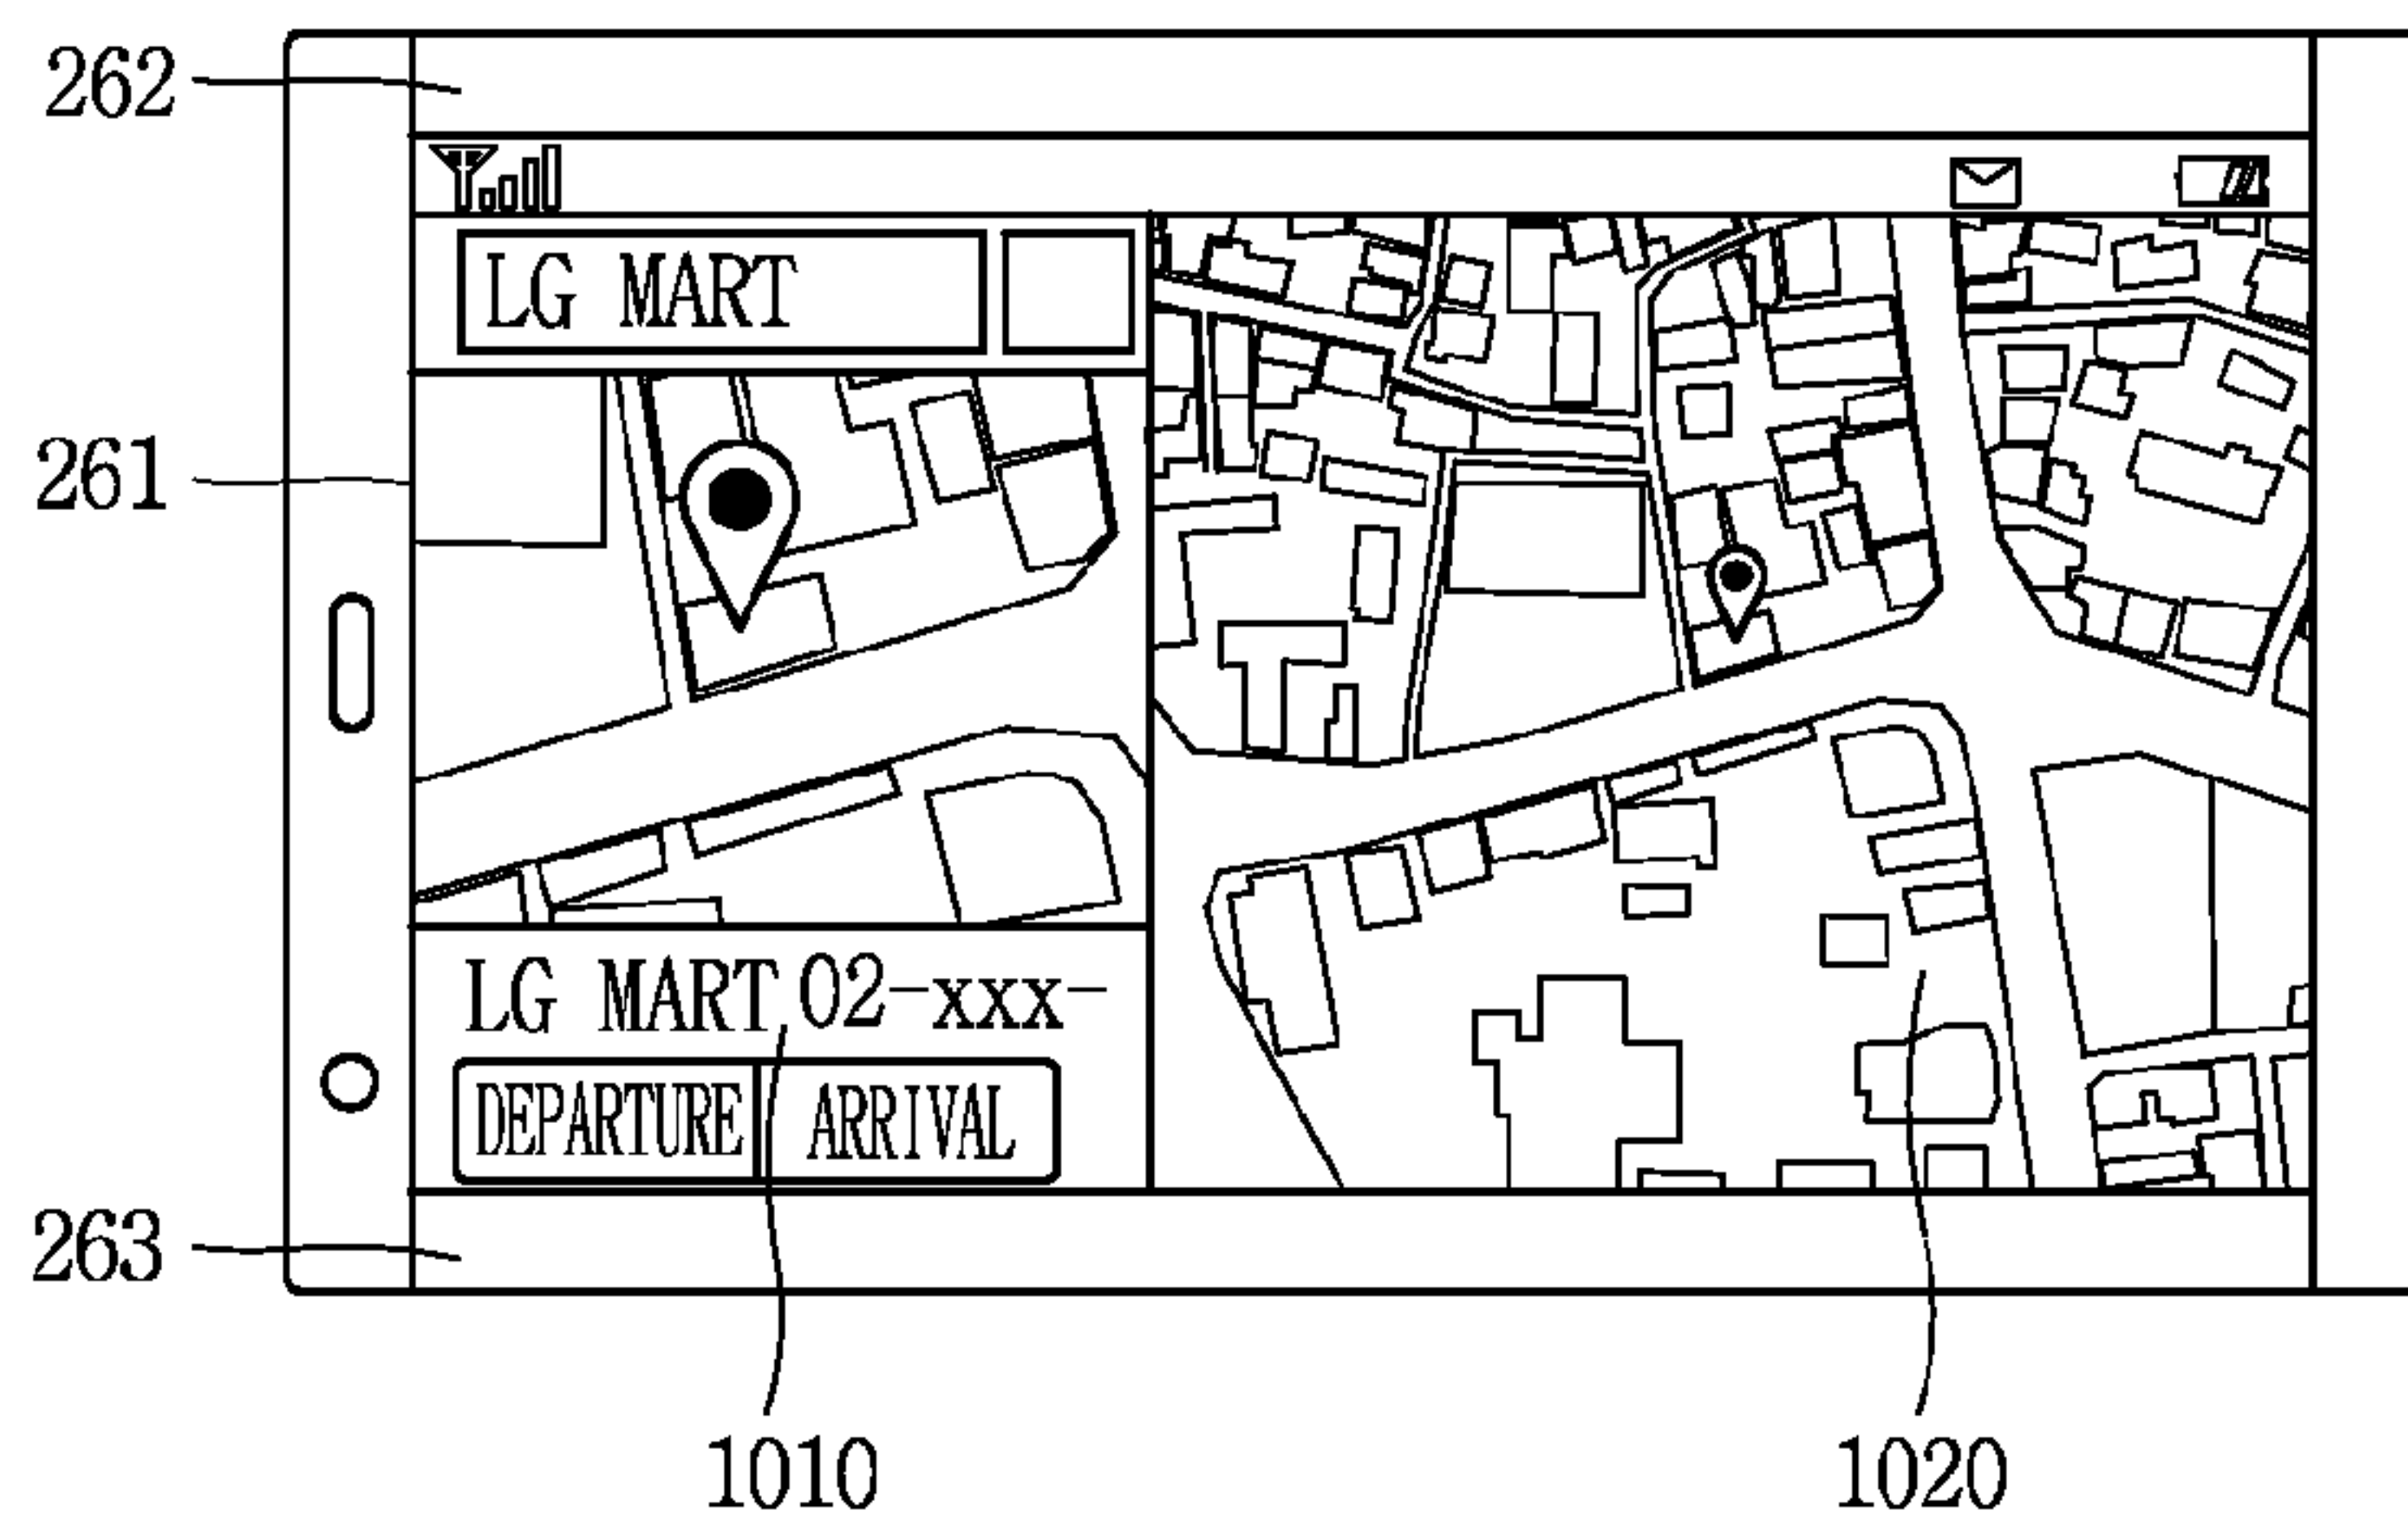 262
LG MART
261
LG MART 02-xxx-
DEPARTURE ARRIVAL
263
1010 1020